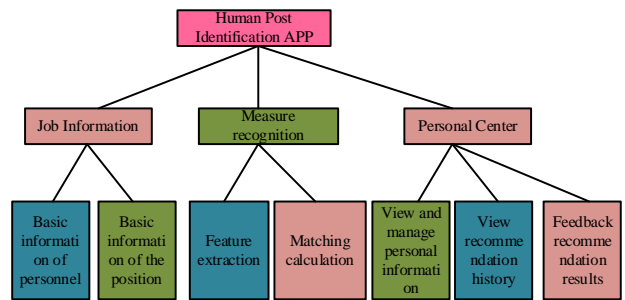 Human Post
Identification APP
Job Information
Measure
recognition
Personal Center
Basic
informati
on of
personnel
Basic
informati
on of the
position
Feature
extraction
Matching
calculation
View and
manage
personal
informati
on
View
recomme
ndation
history
Feedback
recomme
ndation
results